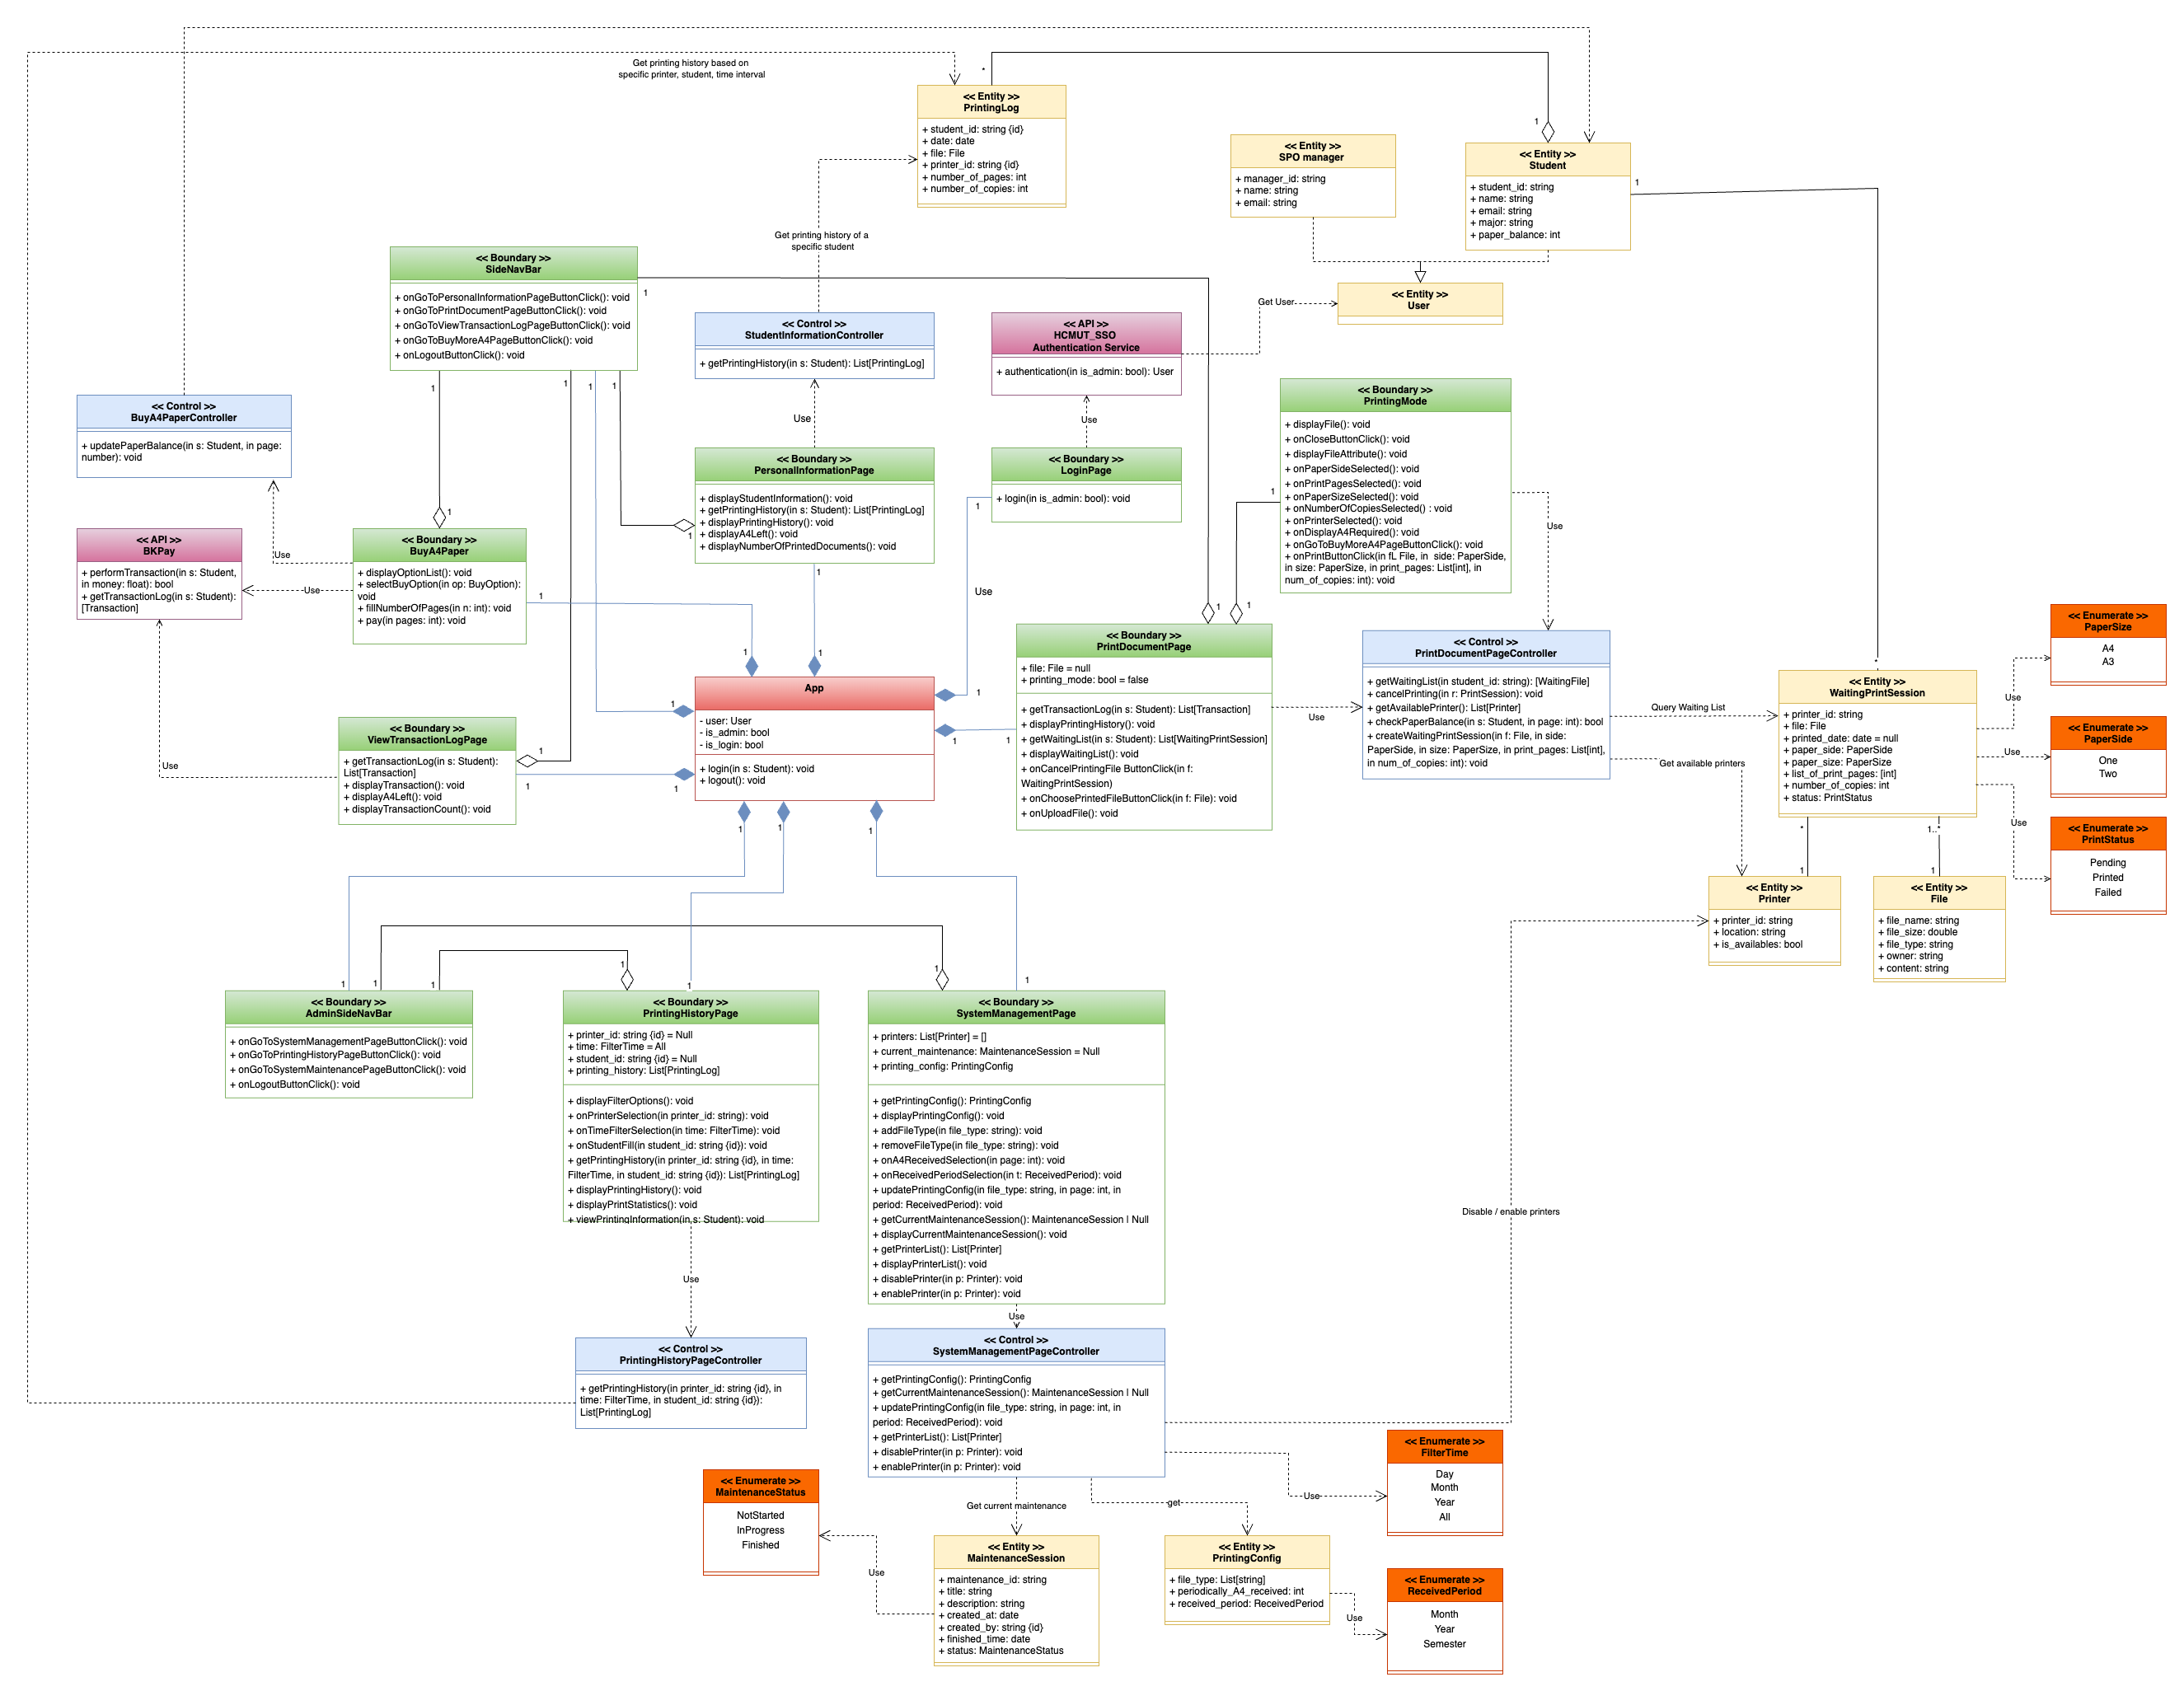 Get printing history based on
specific printer, student, time interval
*
<< Entity >>
PrintingLog
+ student_id: string {id}
+ date: date
+ file: File
+ printer_id: string {id}
+ number_of_pages: int
+ number_of_copies: int
<< Entity >>
SPO manager
+ manager_id: string
+ name: string
+ email: string
1
<< Entity >>
Student
+ student_id: string
+ name: string
+ email: string
+ major: string
+ paper_balance: int
1
Get printing history of a
specific student
<< Boundary >>
SideNavBar
+ onGoToPersonalInformationPageButtonClick(): void
+ onGoToPrintDocumentPageButtonClick(): void
+ onGoToViewTransactionLogPageButtonClick(): void
+ onGoToBuyMoreA4PageButtonClick(): void
+ onLogoutButtonClick(): void
1
1
1
1
1
<< Entity >>
User
Get User
<< Control >>
StudentInformationController
+ getPrintingHistory(in s: Student): List[PrintingLog]
Use
<< API >>
HCMUT_SSO
Authentication Service
+ authentication(in is_admin: bool): User
Use
<< Control >>
BuyA4PaperController
+ updatePaperBalance(in s: Student, in page:
number): void
<< Boundary >>
PrintingMode
+ displayFile(): void
+ onCloseButtonClick(): void
+ displayFileAttribute(): void
+ onPaperSideSelected(): void
+ onPrintPagesSelected(): void
+ onPaperSizeSelected(): void
+ onNumberOfCopiesSelected() : void
+ onPrinterSelected(): void
+ onDisplayA4Required(): void
+ onGoToBuyMoreA4PageButtonClick(): void
+ onPrintButtonClick(in fL File, in side: PaperSide,
in size: PaperSize, in print_pages: List[int], in
num_of_copies: int): void
1
Use
<< Boundary >>
PersonalInformationPage
+ displayStudentInformation(): void
+ getPrintingHistory(in s: Student): List[PrintingLog]
+ displayPrintingHistory(): void
+ displayA4Left(): void
+ displayNumberOfPrintedDocuments(): void
1
1
<< Boundary >>
LoginPage
+ login(in is_admin: bool): void
1
Use
<< API >>
BKPay
+ performTransaction(in s: Student,
in money: float): bool
+ getTransactionLog(in s: Student):
[Transaction]
Use
Use
Use
1
<< Boundary >>
BuyA4Paper
+ displayOptionList(): void
+ selectBuyOption(in op: BuyOption):
void
+ fillNumberOfPages(in n: int): void
+ pay(in pages: int): void
1
1
1
<< Boundary >>
PrintDocumentPage
+ file: File = null
+ printing_mode: bool = false
+ getTransactionLog(in s: Student): List[Transaction]
+ displayPrintingHistory(): void
+ getWaitingList(in s: Student): List[WaitingPrintSession]
+ displayWaitingList(): void
+ onCancelPrintingFile ButtonClick(in f:
WaitingPrintSession)
+ onChoosePrintedFileButtonClick(in f: File): void
+ onUploadFile(): void
1
Use
<< Control >>
PrintDocumentPageController
+ getWaitingList(in student_id: string): [WaitingFile]
+ cancelPrinting(in r: PrintSession): void
+ getAvailablePrinter(): List[Printer]
+ checkPaperBalance(in s: Student, in page: int): bool
+ createWaitingPrintSession(in f: File, in side:
PaperSide, in size: PaperSize, in print_pages: List[int],
in num_of_copies: int): void
Query Waiting List
Get available printers
*
<< Entity >>
WaitingPrintSession
+ printer_id: string
+ file: File
+ printed_date: date = null
+ paper_side: PaperSide
+ paper_size: PaperSize
+ list_of_print_pages: [int]
+ number_of_copies: int
+ status: PrintStatus
*
1..*
Use
Use
Use
<< Enumerate >>
PaperSize
A4
A3
<< Enumerate >>
PaperSide
One
Two
<< Enumerate >>
PrintStatus
Pending
Printed
Failed
1
1
App
- user: User
- is_admin: bool
- is_login: bool
+ login(in s: Student): void
+ logout(): void
1
1
1
1
1
1
1
1
<< Boundary >>
ViewTransactionLogPage
+ getTransactionLog(in s: Student):
List[Transaction]
+ displayTransaction(): void
+ displayA4Left(): void
+ displayTransactionCount(): void
1
1
1
1
<< Entity >>
Printer
+ printer_id: string
+ location: string
+ is_availables: bool
<< Entity >>
File
+ file_name: string
+ file_size: double
+ file_type: string
+ owner: string
+ content: string
1
1
1
<< Boundary >>
AdminSideNavBar
+ onGoToSystemManagementPageButtonClick(): void
+ onGoToPrintingHistoryPageButtonClick(): void
+ onGoToSystemMaintenancePageButtonClick(): void
+ onLogoutButtonClick(): void
1
1
<< Boundary >>
PrintingHistoryPage
+ printer_id: string {id} = Null
+ time: FilterTime = All
+ student_id: string {id} = Null
+ printing_history: List[PrintingLog]
+ displayFilterOptions(): void
+ onPrinterSelection(in printer_id: string): void
+ onTimeFilterSelection(in time: FilterTime): void
+ onStudentFill(in student_id: string {id}): void
+ getPrintingHistory(in printer_id: string {id}, in time:
FilterTime, in student_id: string {id}): List[PrintingLog]
+ displayPrintingHistory(): void
+ displayPrintStatistics(): void
+ viewPrintingInformation(in s: Student): void
Use
1
1
<< Boundary >>
SystemManagementPage
+ printers: List[Printer] = []
+ current_maintenance: MaintenanceSession = Null
+ printing_config: PrintingConfig
+ getPrintingConfig(): PrintingConfig
+ displayPrintingConfig(): void
+ addFileType(in file_type: string): void
+ removeFileType(in file_type: string): void
+ onA4ReceivedSelection(in page: int): void
+ onReceivedPeriodSelection(in t: ReceivedPeriod): void
+ updatePrintingConfig(in file_type: string, in page: int, in
period: ReceivedPeriod): void
+ getCurrentMaintenanceSession(): MaintenanceSession | Null
+ displayCurrentMaintenanceSession(): void
+ getPrinterList(): List[Printer]
+ displayPrinterList(): void
+ disablePrinter(in p: Printer): void
+ enablePrinter(in p: Printer): void
Use
Disable / enable printers
<< Control >>
PrintingHistoryPageController
+ getPrintingHistory(in printer_id: string {id}, in
time: FilterTime, in student_id: string {id}):
List[PrintingLog]
<< Control >>
SystemManagementPageController
+ getPrintingConfig(): PrintingConfig
+ getCurrentMaintenanceSession(): MaintenanceSession | Null
+ updatePrintingConfig(in file_type: string, in page: int, in
period: ReceivedPeriod): void
+ getPrinterList(): List[Printer]
+ disablePrinter(in p: Printer): void
+ enablePrinter(in p: Printer): void
Get current maintenance
get
Use
<< Enumerate >>
FilterTime
Day
Month
Year
All
<< Enumerate >>
MaintenanceStatus
NotStarted
InProgress
Finished
Use
<< Entity >>
MaintenanceSession
+ maintenance_id: string
+ title: string
+ description: string
+ created_at: date
+ created_by: string {id}
+ finished_time: date
+ status: MaintenanceStatus
<< Entity >>
PrintingConfig
+ file_type: List[string]
+ periodically_A4_received: int
+ received_period: ReceivedPeriod
Use
<< Enumerate >>
ReceivedPeriod
Month
Year
Semester